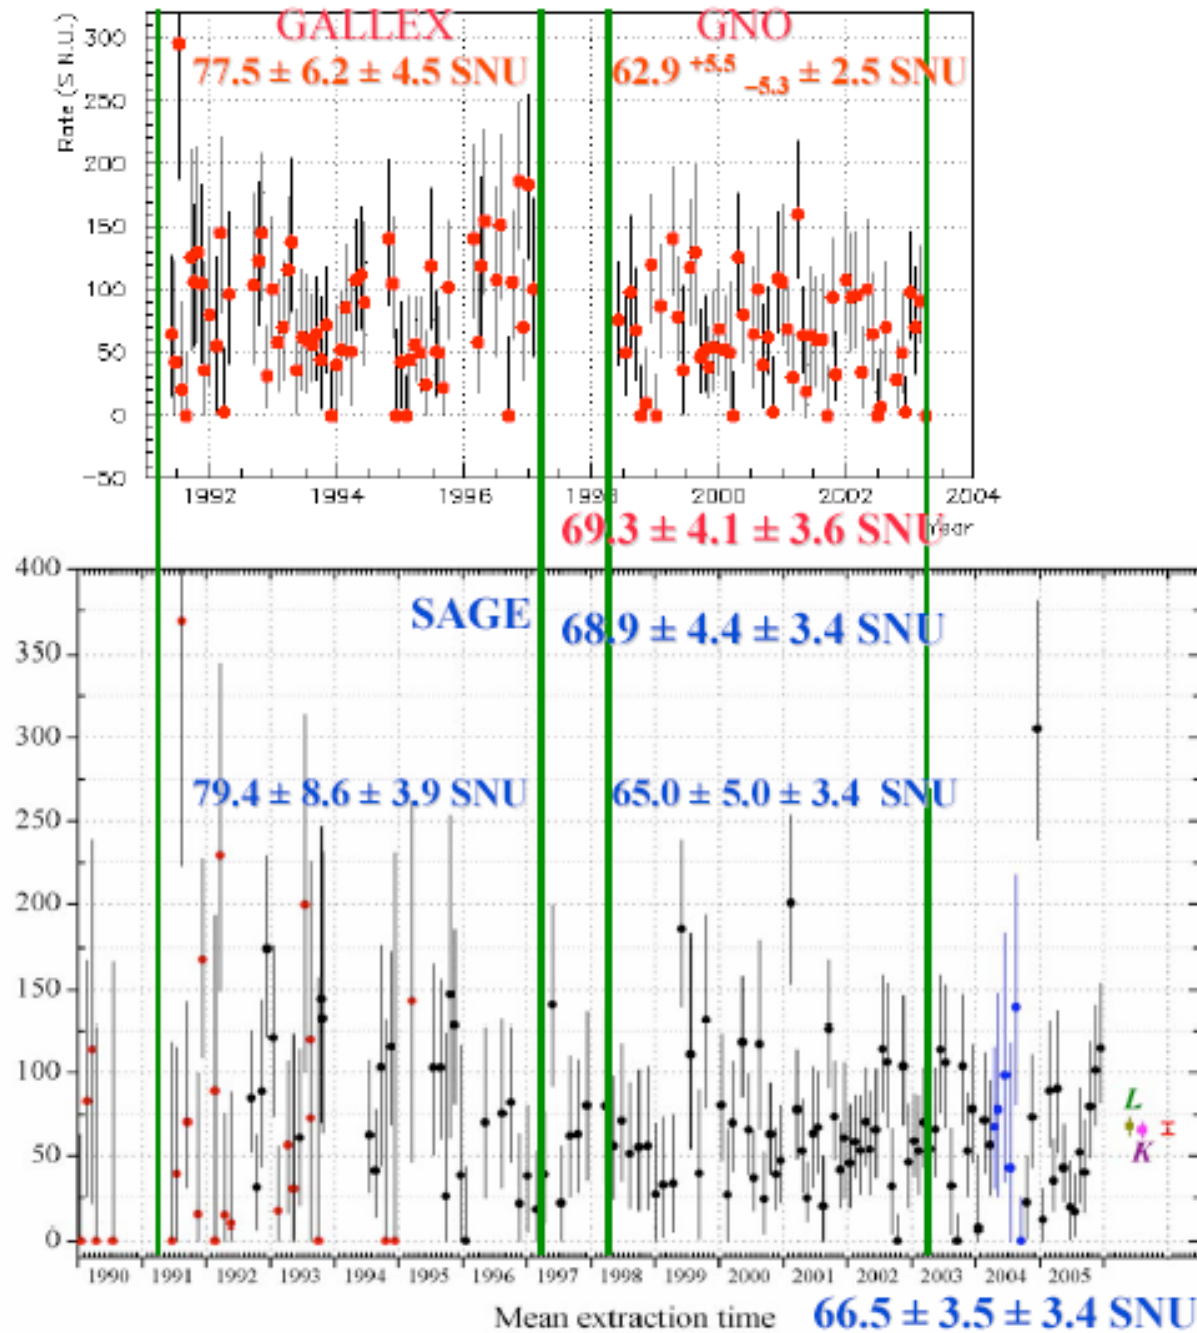 GALLEX GNO
77.5 ± 6.2 ± 4.5 SNU 62.9 +5.5 −5.3 ± 2.5 SNU
Rate (S.N.U.)
300
250
200
150
100
50
0
−50
1992 1994 1996 1998 2000 2002 2004
69.3 ± 4.1 ± 3.6 SNU
Year
400
SAGE 68.9 ± 4.4 ± 3.4 SNU
350
300
79.4 ± 8.6 ± 3.9 SNU 65.0 ± 5.0 ± 3.4 SNU
250
200
150
100
L
50
K
0
1990 1991 1992 1993 1994 1995 1996 1997 1998 1999 2000 2001 2002 2003 2004 2005
Mean extraction time 66.5 ± 3.5 ± 3.4 SNU